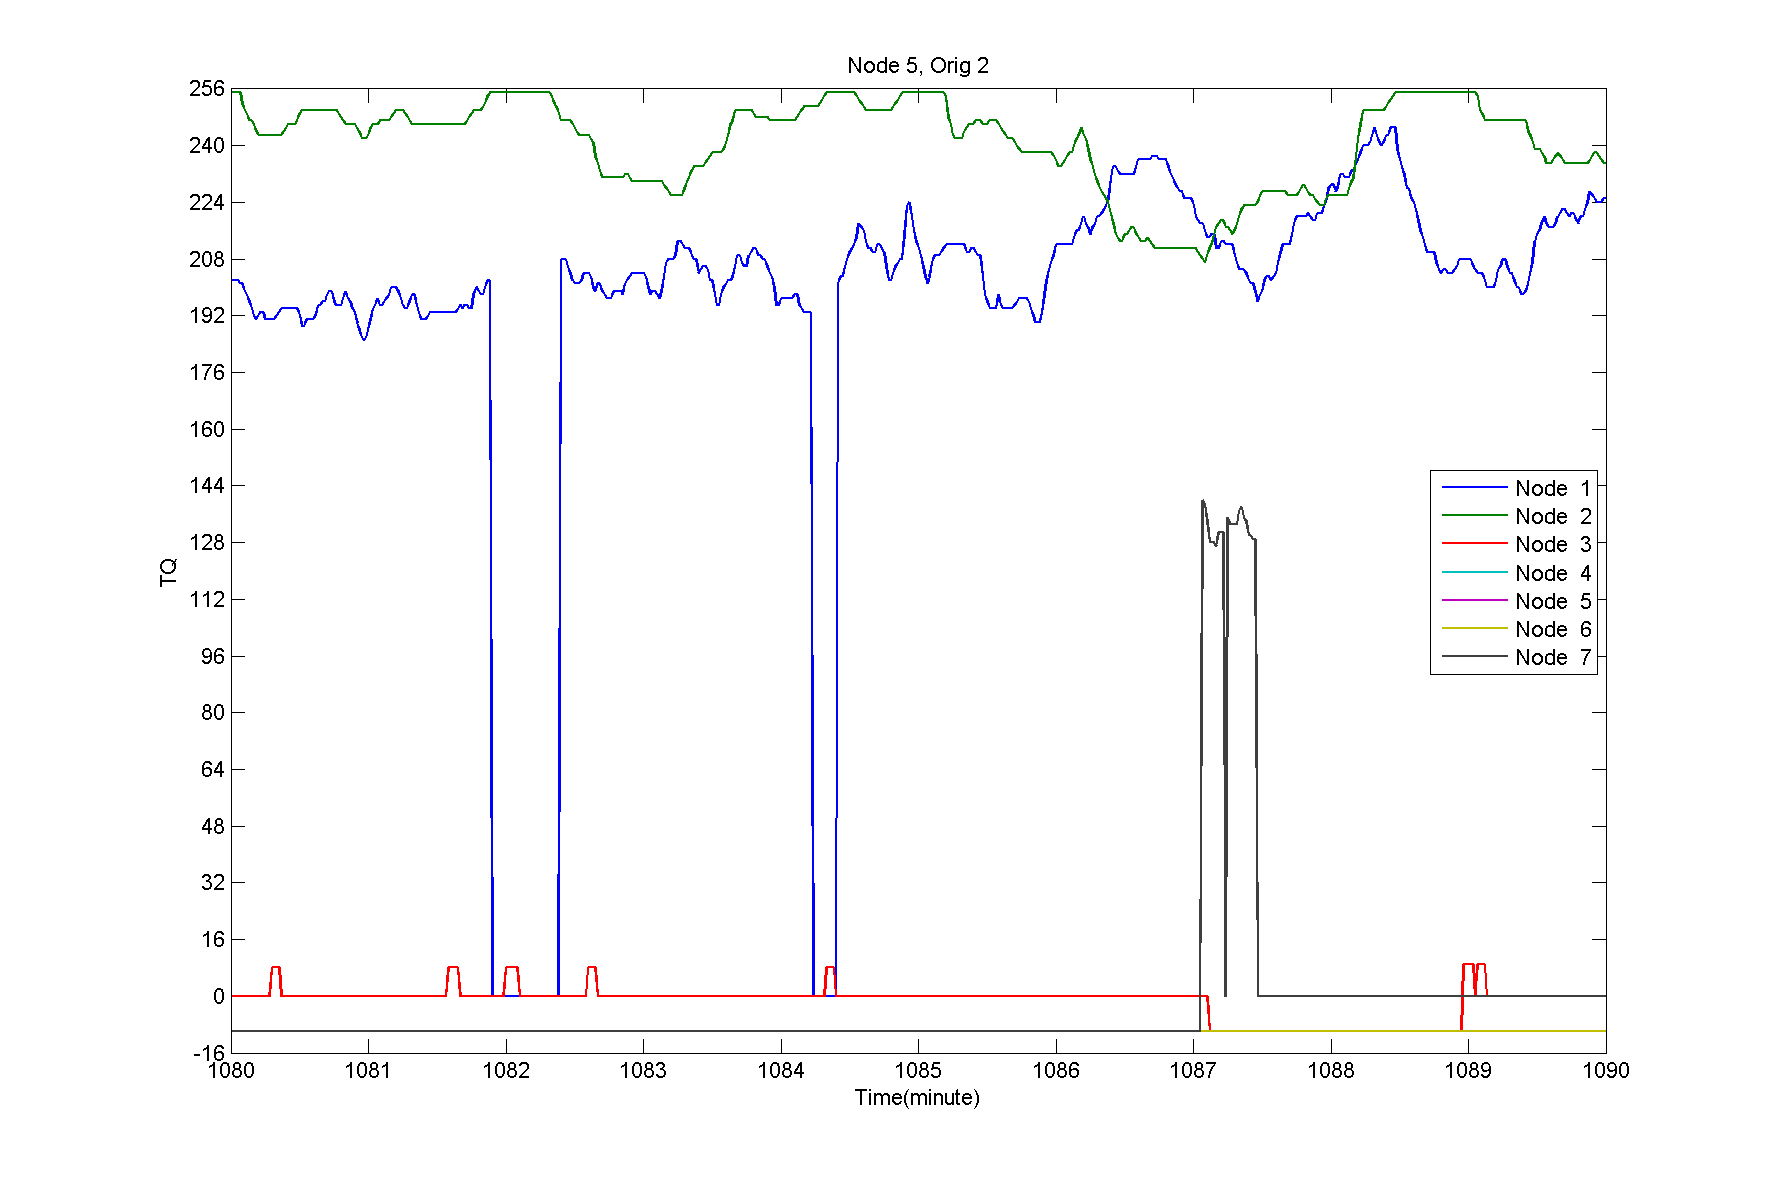 Node 5, Orig 2
256
240
224
208
192
176
160
144
128
112
96
80
64
48
32
16
0
-16
TQ
Node 1
Node 2
Node 3
Node 4
Node 5
Node 6
Node 7
1080 1081 1082 1083 1084 1085 1086 1087 1088 1089 1090
Time(minute)